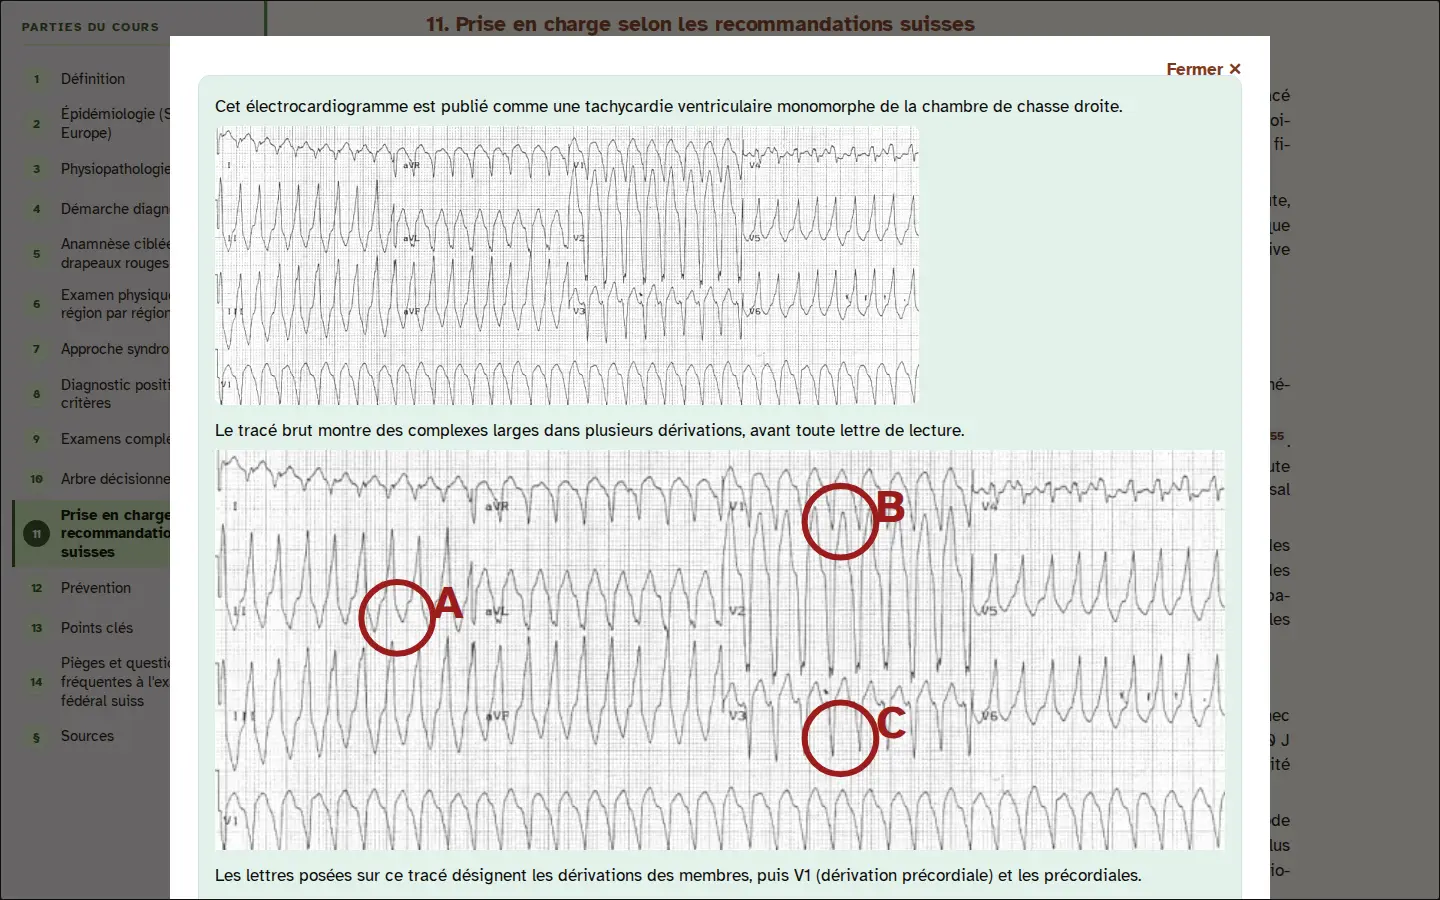 PARTIES DU COURS
1 Définition
2 Épidémiologie (S
Europe)
3 Physiopathologie
4 Démarche diagn
5 Anamnèse ciblée
drapeaux rouges
6 Examen physique
région par région
7 Approche syndro
8 Diagnostic positi
critères
9 Examens comple
10 Arbre décisionne
11 Prise en charge
recommandatio
suisses
12 Prévention
13 Points clés
14 Pièges et questio
fréquentes à l'ex
fédéral suiss
§ Sources
11. Prise en charge selon les recommandations suisses
Fermer ✕
Cet électrocardiogramme est publié comme une tachycardie ventriculaire monomorphe de la chambre de chasse droite.
I aVR V1 V4
II aVL V2 V5
III aVF V3 V6
V1
Le tracé brut montre des complexes larges dans plusieurs dérivations, avant toute lettre de lecture.
I aVR V1 B V4
II A aVL V2 V5
III aVF V3 C V6
V1
Les lettres posées sur ce tracé désignent les dérivations des membres, puis V1 (dérivation précordiale) et les précordiales.